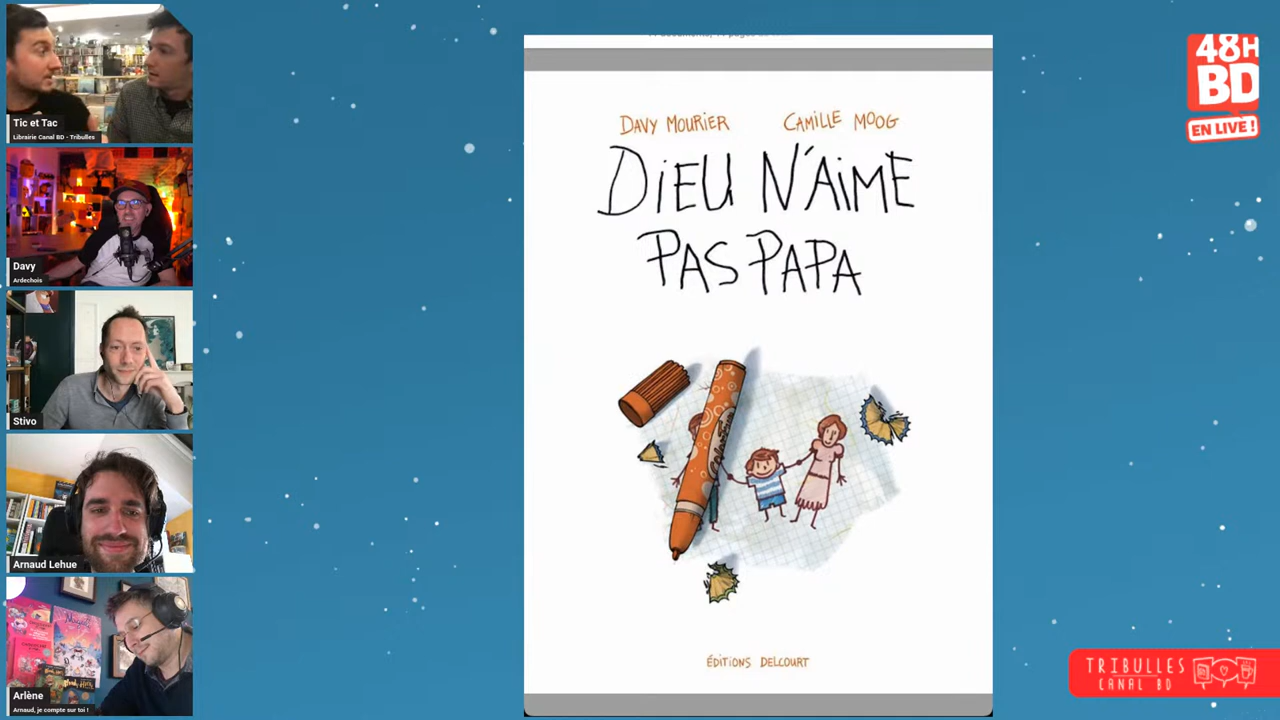 Tic et Tac
Librairie Canal BD - Tribulles
Davy
Ardechois
Stivo
Arnaud Lehue
Arlène
Arnaud, je compte sur toi !
DAVY MOURIER
CAMILLE MOOG
DIEU N'AIME
PAS PAPA
ÉDITIONS DELCOURT
48H
BD
EN LIVE !
TRIBULLES
CANAL BD